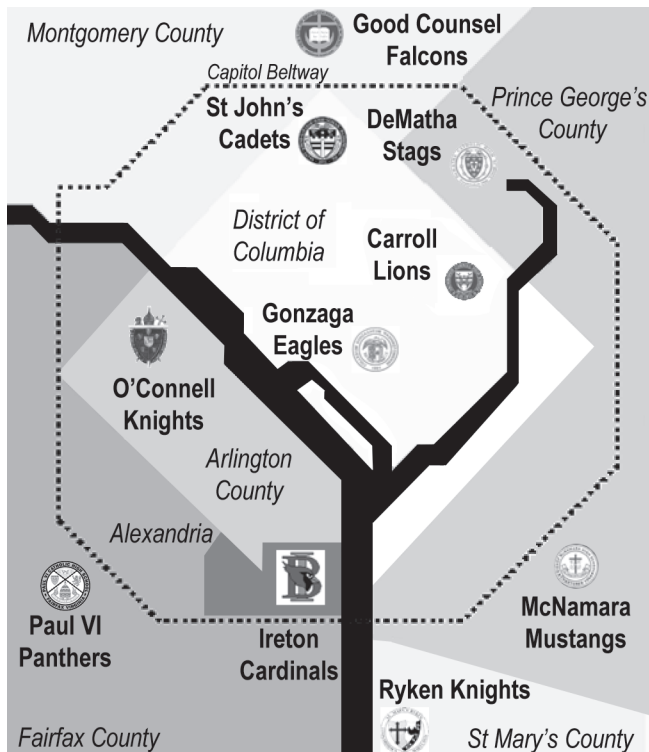 Montgomery County
Good Counsel
Falcons
Capitol Beltway
Prince George's
County
St John's
Cadets
DeMatha
Stags
District of
Columbia
Carroll
Lions
Gonzaga
Eagles
O'Connell
Knights
Arlington
County
Alexandria
Paul VI
Panthers
Ireton
Cardinals
McNamara
Mustangs
Ryken Knights
Fairfax County
St Mary's County